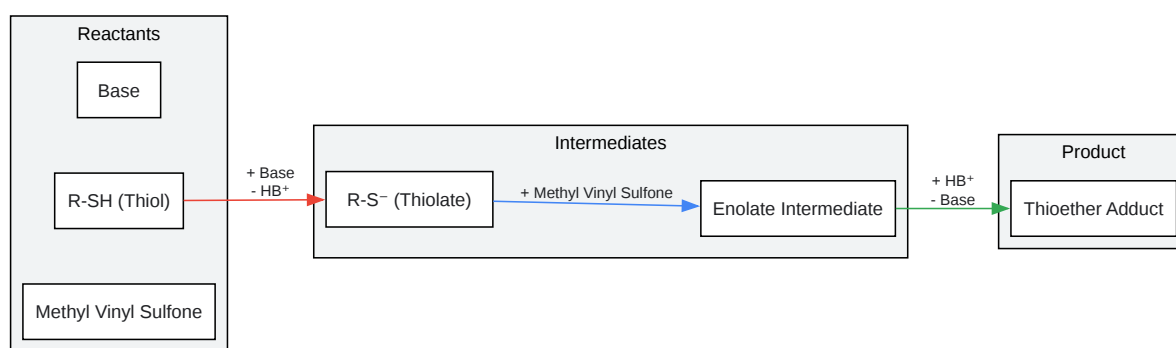 Reactants
Base
R-SH (Thiol)
Methyl Vinyl Sulfone
+ Base
- HB⁺
Intermediates
R-S⁻ (Thiolate)
+ Methyl Vinyl Sulfone
Enolate Intermediate
+ HB⁺
- Base
Product
Thioether Adduct